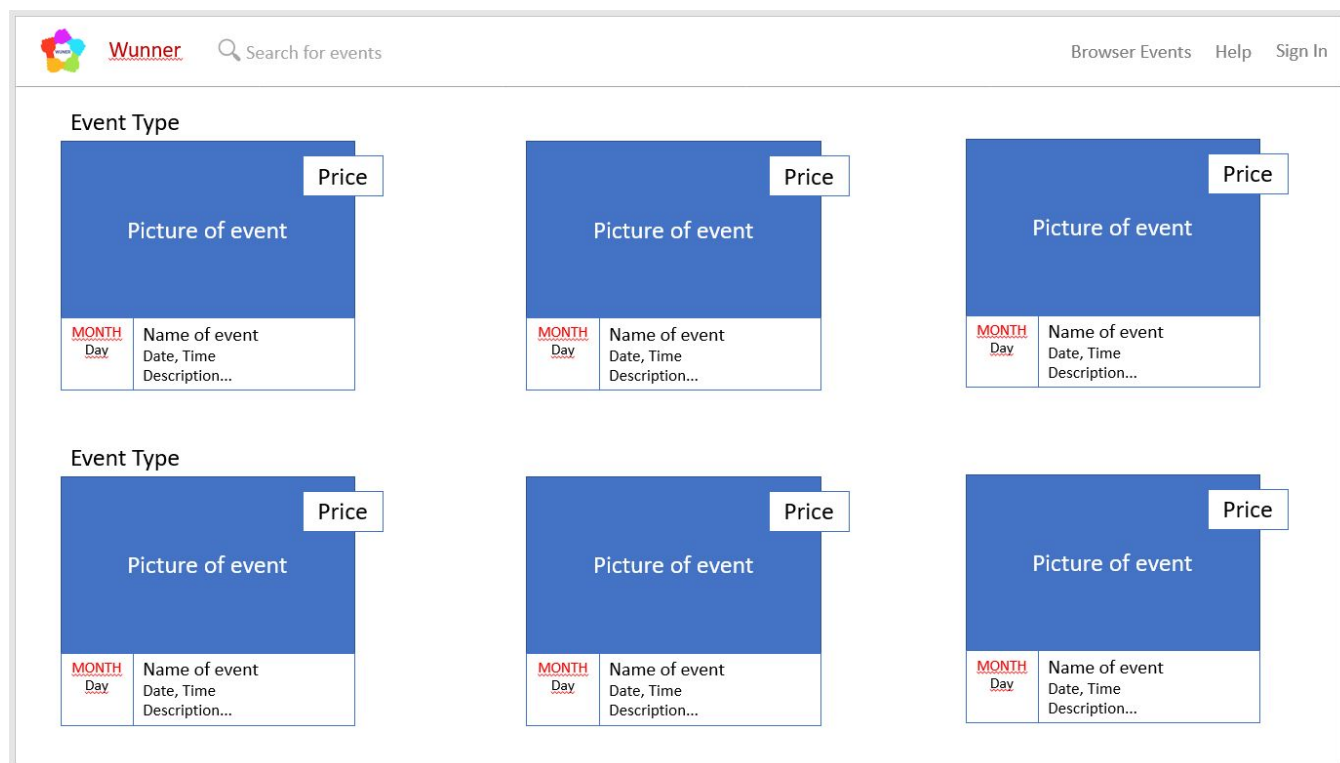 Wunner
Search for events
Browser Events Help Sign In
Event Type
Price Price Price
Picture of event Picture of event Picture of event
MONTH Name of event MONTH Name of event MONTH Name of event
Day Date, Time Day Date, Time Day Date, Time
Description... Description... Description...
Event Type
Price Price Price
Picture of event Picture of event Picture of event
MONTH Name of event MONTH Name of event MONTH Name of event
Day Date, Time Day Date, Time Day Date, Time
Description... Description... Description...